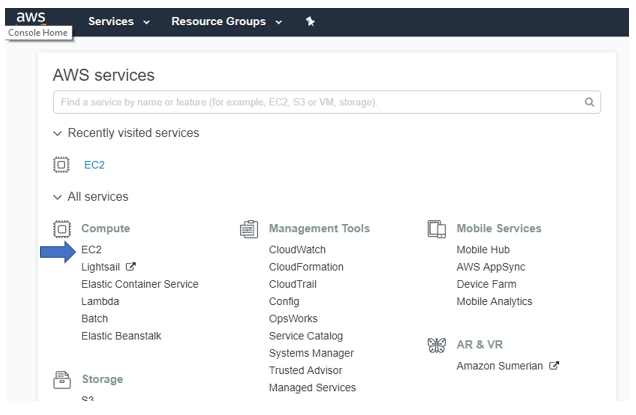 aws
Services
Resource Groups
Console Home
AWS services
Find a service by name or feature (for example, EC2, S3 or VM, storage).
Recently visited services
EC2
All services
Compute
EC2
Lightsail
Elastic Container Service
Lambda
Batch
Elastic Beanstalk
Storage
S3
Management Tools
CloudWatch
CloudFormation
CloudTrail
Config
OpsWorks
Service Catalog
Systems Manager
Trusted Advisor
Managed Services
Mobile Services
Mobile Hub
AWS AppSync
Device Farm
Mobile Analytics
AR & VR
Amazon Sumerian